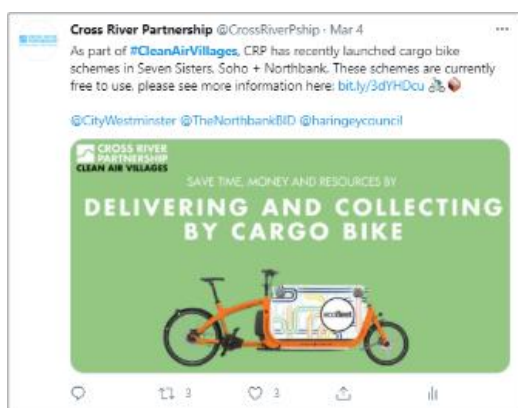 Cross River Partnership @CrossRiverPship · Mar 4
As part of #CleanAirVillages, CRP has recently launched cargo bike
schemes in Seven Sisters, Soho + Northbank. These schemes are currently
free to use, please see more information here: bit.ly/3dYHDcu 🚲📦
@CityWestminster @TheNorthbankBID @haringeycouncil
CROSS RIVER
PARTNERSHIP
CLEAN AIR VILLAGES
SAVE TIME, MONEY AND RESOURCES BY
DELIVERING AND COLLECTING
BY CARGO BIKE
ecofleet
3 3